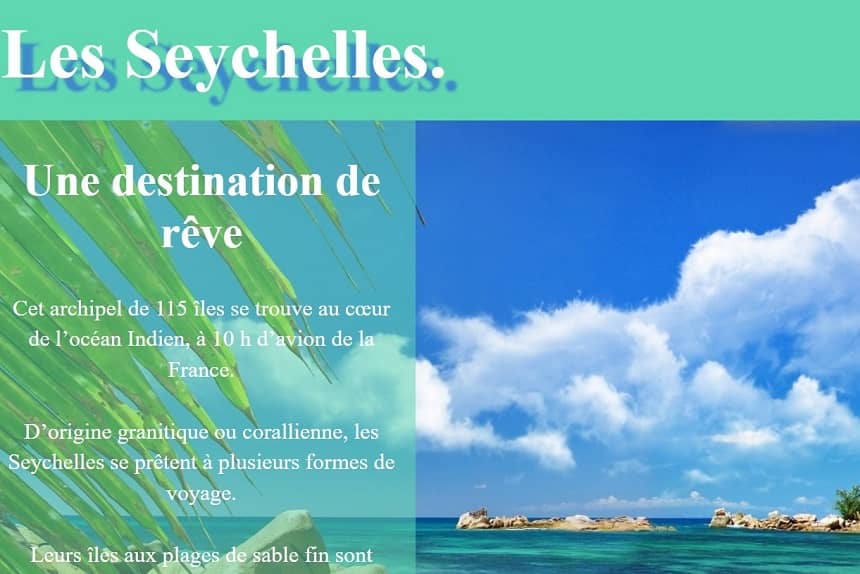 Les Seychelles.
Une destination de
rêve
Cet archipel de 115 îles se trouve au cœur
de l’océan Indien, à 10 h d’avion de la
France.
D’origine granitique ou corallienne, les
Seychelles se prêtent à plusieurs formes de
voyage.
Leurs îles aux plages de sable fin sont